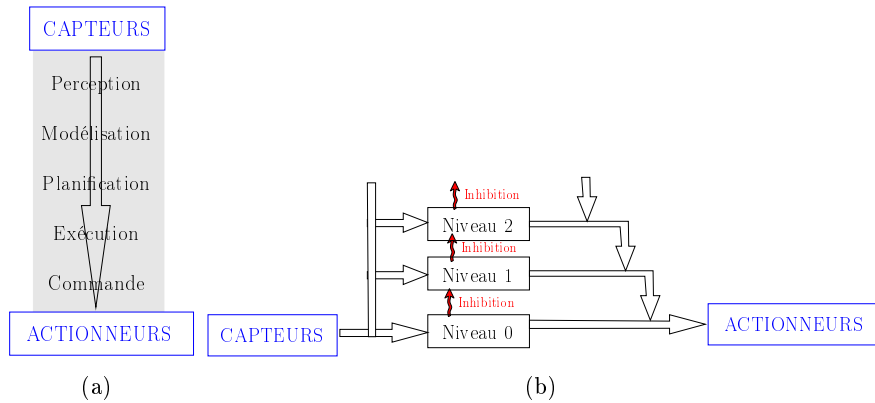 CAPTEURS
Perception
Modélisation
Planification
Exécution
Commande
ACTIONNEURS
(a)
Inhibition
Niveau 2
Inhibition
Niveau 1
Inhibition
CAPTEURS
Niveau 0
ACTIONNEURS
(b)